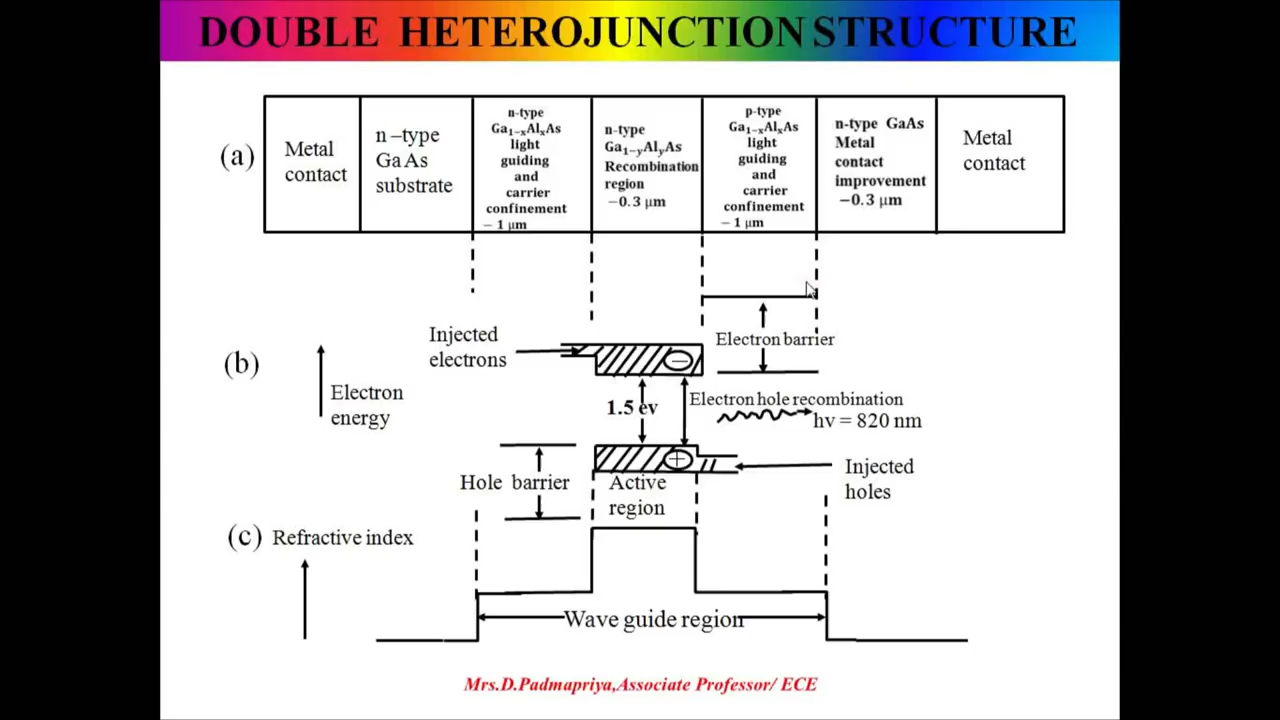 DOUBLE HETEROJUNCTION STRUCTURE
(a)
Metal
contact
n –type
Ga As
substrate
n-type
Ga₁₋ₓAlₓAs
light
guiding
and
carrier
confinement
– 1 μm
n-type
Ga₁₋yAlyAs
Recombination
region
–0.3 μm
p-type
Ga₁₋ₓAlₓAs
light
guiding
and
carrier
confinement
– 1 μm
n-type GaAs
Metal
contact
improvement
–0.3 μm
Metal
contact
(b)
Electron
energy
Injected
electrons
–
Electron barrier
1.5 ev
Electron hole recombination
hv = 820 nm
+
Injected
holes
Hole barrier
Active
region
(c) Refractive index
Wave guide region
Mrs.D.Padmapriya,Associate Professor/ ECE